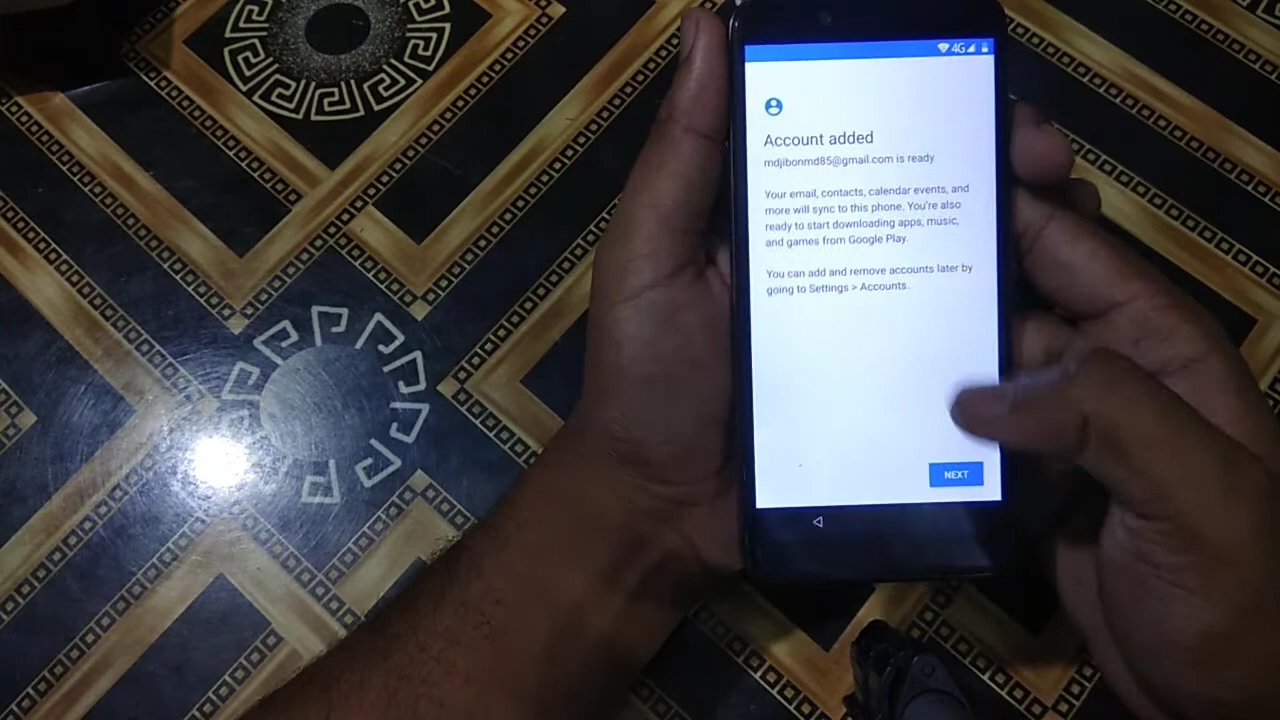 4G
Account added
mdjibonmd85@gmail.com is ready
Your email, contacts, calendar events, and
more will sync to this phone. You're also
ready to start downloading apps, music,
and games from Google Play.
You can add and remove accounts later by
going to Settings > Accounts.
NEXT